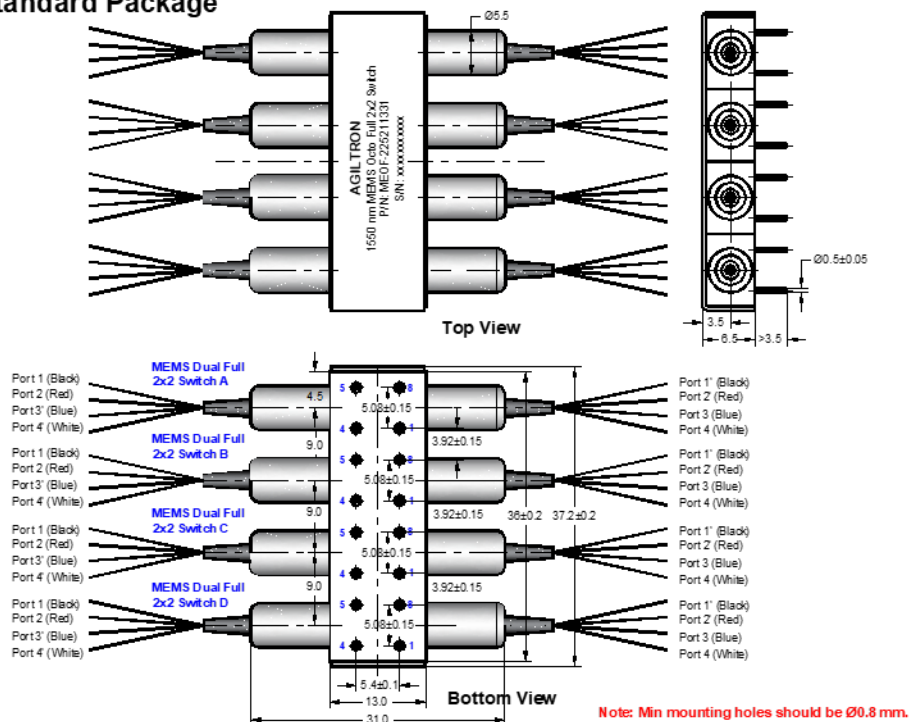 tandard Package
Ø5.5
AGILTRON
1550 nm MEMS Octo Full 2x2 Switch
P/N: MEOF-225211331
S/N: xxxxxxxxxxxx
Ø0.5±0.05
3.5
6.5
>3.5
Top View
MEMS Dual Full
2x2 Switch A
Port 1 (Black)
Port 2 (Red)
Port3' (Blue)
Port 4' (White)
4.5
5
8
5.08±0.15
4
1
3.92±0.15
Port 1' (Black)
Port 2' (Red)
Port 3 (Blue)
Port 4 (White)
9.0
MEMS Dual Full
2x2 Switch B
Port 1 (Black)
Port 2 (Red)
Port3' (Blue)
Port 4' (White)
5
8
5.08±0.15
4
1
3.92±0.15
36±0.2
37.2±0.2
Port 1' (Black)
Port 2' (Red)
Port 3 (Blue)
Port 4 (White)
9.0
MEMS Dual Full
2x2 Switch C
Port 1 (Black)
Port 2 (Red)
Port3' (Blue)
Port 4' (White)
5
8
5.08±0.15
4
1
3.92±0.15
Port 1' (Black)
Port 2' (Red)
Port 3 (Blue)
Port 4 (White)
9.0
MEMS Dual Full
2x2 Switch D
Port 1 (Black)
Port 2 (Red)
Port3' (Blue)
Port 4' (White)
5
8
5.08±0.15
4
1
Port 1' (Black)
Port 2' (Red)
Port 3 (Blue)
Port 4 (White)
5.4±0.1
13.0
31.0
Bottom View
Note: Min mounting holes should be Ø0.8 mm.